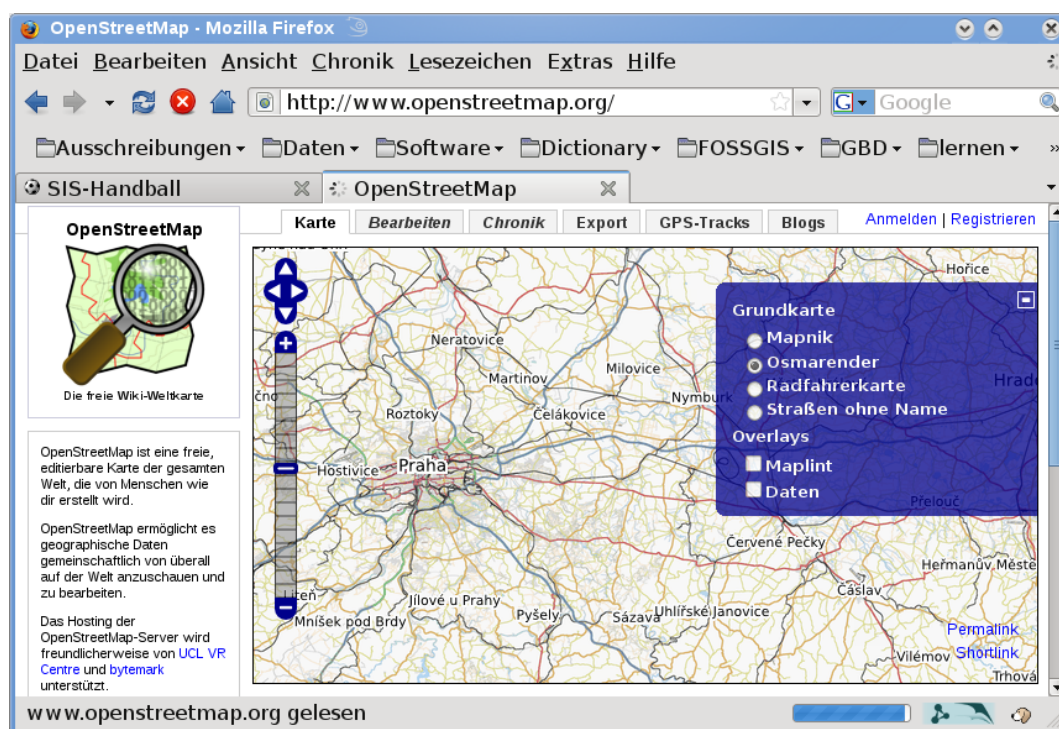 OpenStreetMap - Mozilla Firefox
Datei Bearbeiten Ansicht Chronik Lesezeichen Extras Hilfe
http://www.openstreetmap.org/
G Google
Ausschreibungen Daten Software Dictionary FOSSGIS GBD lernen »
SIS-Handball
OpenStreetMap
OpenStreetMap
Die freie Wiki-Weltkarte
Karte Bearbeiten Chronik Export GPS-Tracks Blogs
Anmelden | Registrieren
OpenStreetMap ist eine freie,
editierbare Karte der gesamten
Welt, die von Menschen wie
dir erstellt wird.
OpenStreetMap ermöglicht es
geographische Daten
gemeinschaftlich von überall
auf der Welt anzuschauen und
zu bearbeiten.
Das Hosting der
OpenStreetMap-Server wird
freundlicherweise von UCL VR
Centre und bytemark
unterstützt.
Hořice
Neratovice
Martinov
Milovice
Nymburk
Roztoky
Čelákovice
Hostivice
Praha
Přelouč
Červené Pečky
Heřmanův Měste
Čáslav
Jílové u Prahy
Mníšek pod Brdy
Pyšely
Sázava
Uhlířské Janovice
Vilémov
Trhová
Grundkarte
Mapnik
Osmarender
Radfahrerkarte
Straßen ohne Name
Overlays
Maplint
Daten
Hrade
Permalink
Shortlink
www.openstreetmap.org gelesen